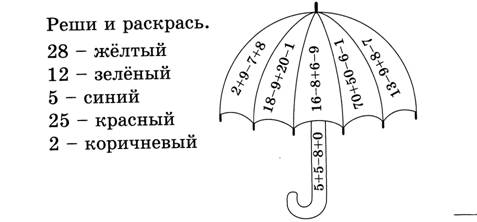 Реши и раскрась.
28 – жёлтый
12 – зелёный
5 – синий
25 – красный
2 – коричневый
2+9–7+8
18–9+20–1
16–8+6–9
70+50–6–1
13–9–8–7
5+5–8+0